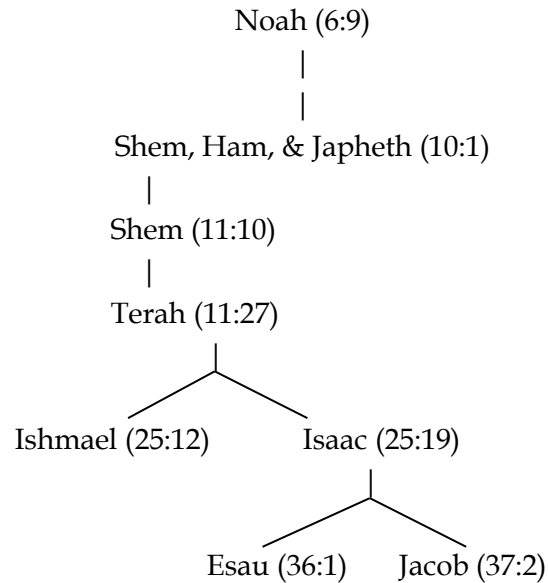 Noah (6:9)
Shem, Ham, & Japheth (10:1)
Shem (11:10)
Terah (11:27)
Ishmael (25:12) Isaac (25:19)
Esau (36:1) Jacob (37:2)